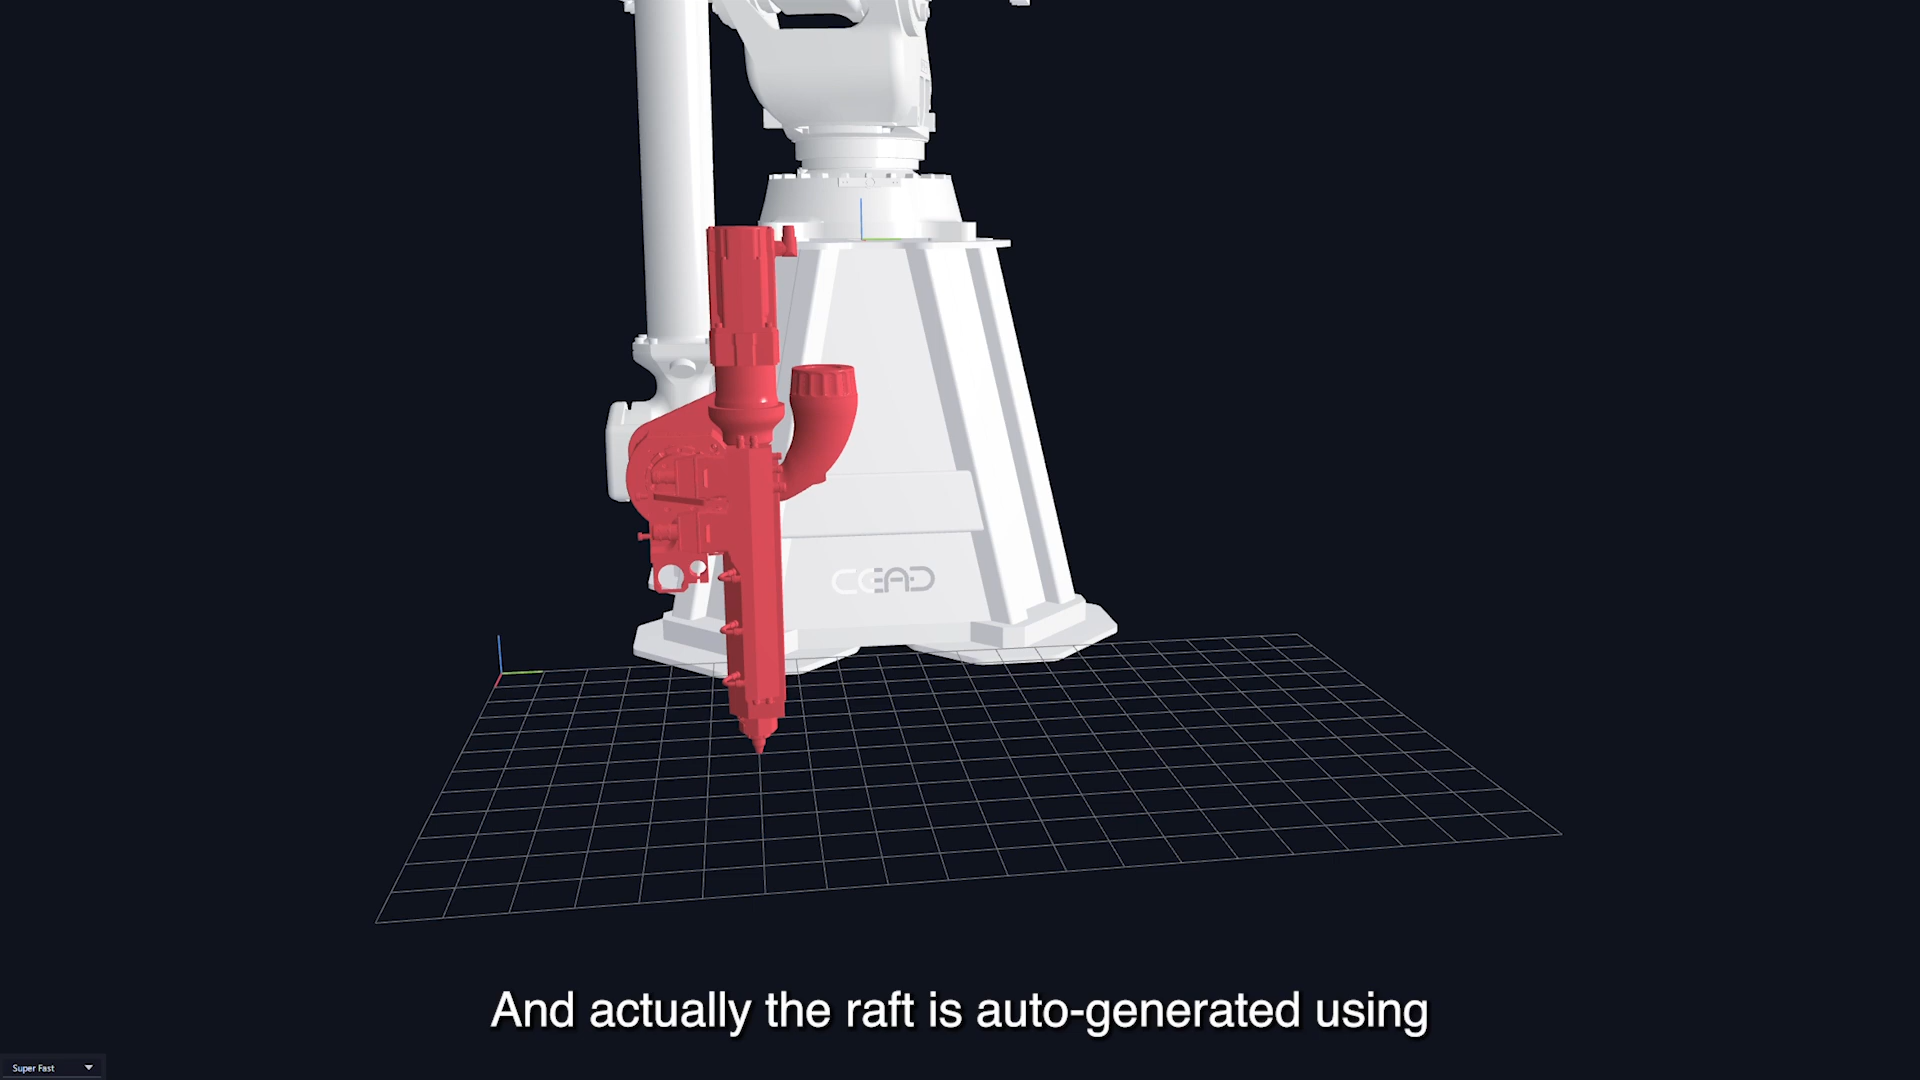 CEAD
And actually the raft is auto-generated using
Super Fast